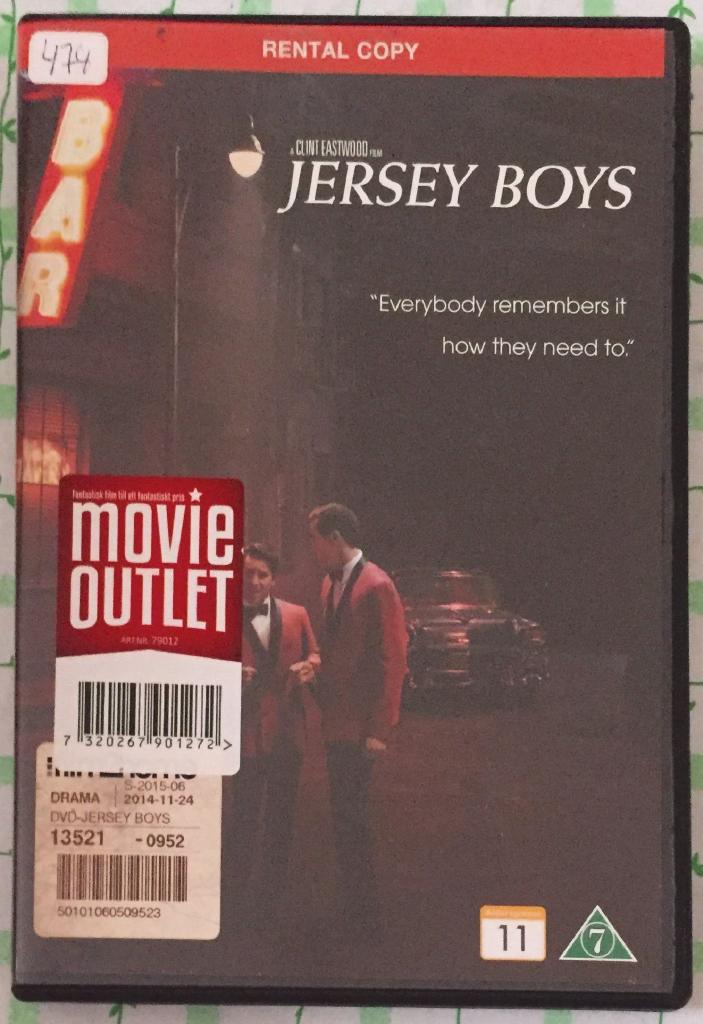 474
RENTAL COPY
BAR
A CLINT EASTWOOD FILM
JERSEY BOYS
"Everybody remembers it
how they need to."
Fantastisk film till ett fantastiskt pris
movie
OUTLET
ART NR. 79012
7 320267 901272 >
S-2015-06
DRAMA 2014-11-24
DVD-JERSEY BOYS
13521 -0952
50101060509523
11
7